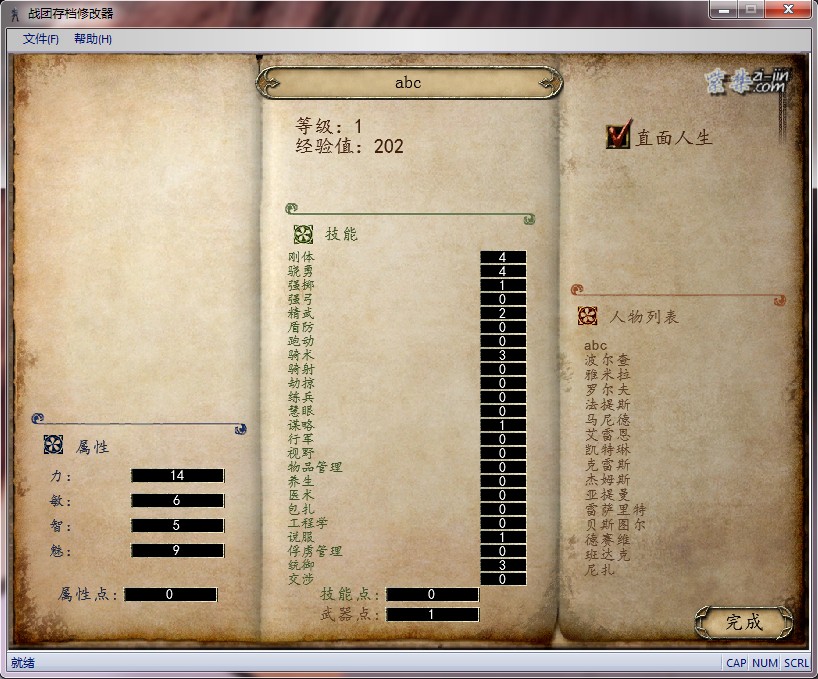 战团存档修改器
文件(F) 帮助(H)
abc
紫禁 zi-jin
.com
等级：1
经验值：202
直面人生
技能
刚体 4
骁勇 4
强掷 1
强弓 0
精武 2
盾防 0
跑动 0
骑术 3
骑射 0
劫掠 0
练兵 0
慧眼 0
谋略 1
行军 0
视野 0
物品管理 0
养生 0
医术 0
包扎 0
工程学 0
说服 1
俘虏管理 0
统御 3
交涉 0
技能点： 0
武器点： 1
属性
力： 14
敏： 6
智： 5
魅： 9
属性点： 0
人物列表
abc
波尔查
雅米拉
罗尔夫
法提斯
马尼德
艾雷恩
凯特琳
克雷斯
杰姆斯
亚提曼
雷萨里特
贝斯图尔
德赛维
班达克
尼扎
完成
就绪
CAP NUM SCRL